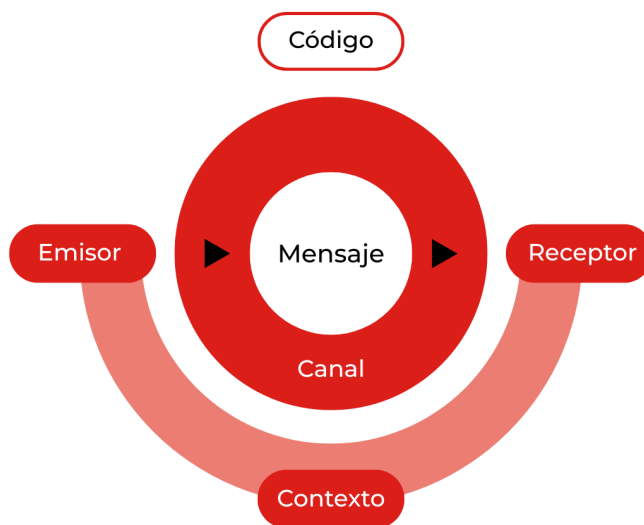 Código
Emisor
Mensaje
Receptor
Canal
Contexto